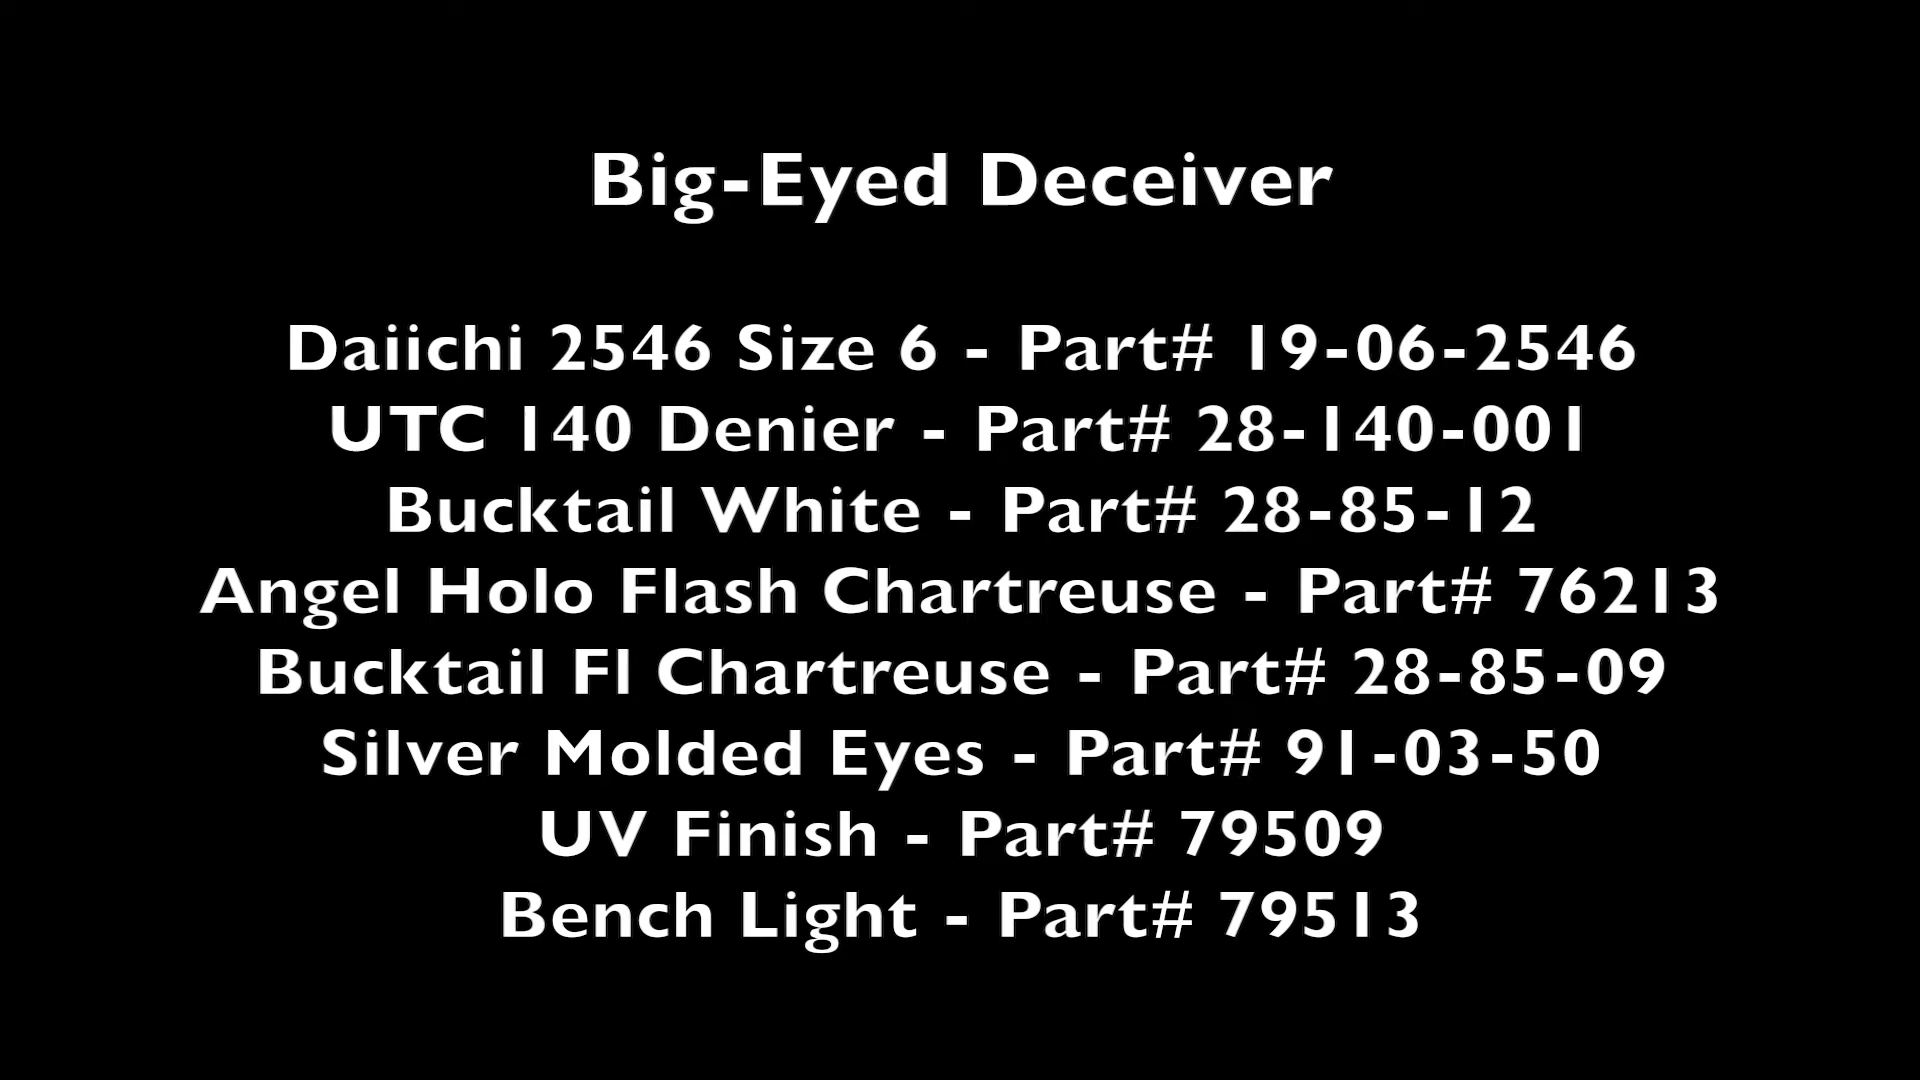 Big-Eyed Deceiver
Daiichi 2546 Size 6 - Part# 19-06-2546
UTC 140 Denier - Part# 28-140-001
Bucktail White - Part# 28-85-12
Angel Holo Flash Chartreuse - Part# 76213
Bucktail Fl Chartreuse - Part# 28-85-09
Silver Molded Eyes - Part# 91-03-50
UV Finish - Part# 79509
Bench Light - Part# 79513